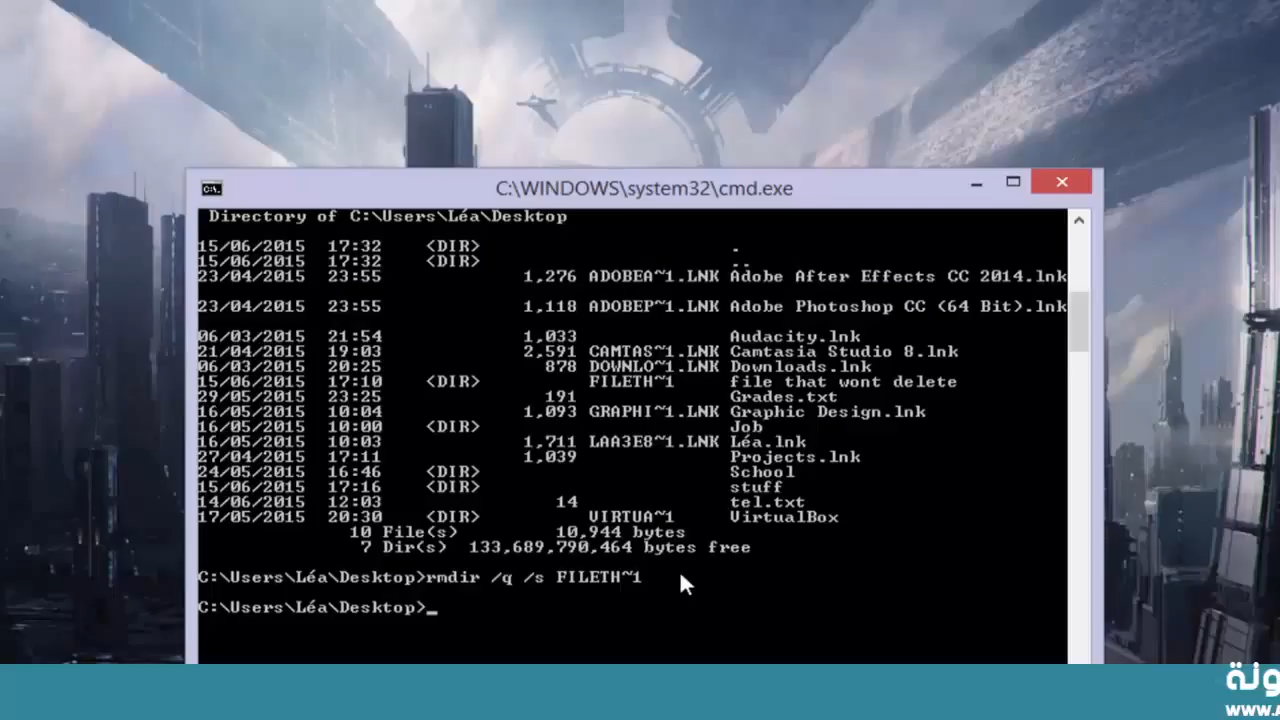 C:\WINDOWS\system32\cmd.exe
Directory of C:\Users\Léa\Desktop
15/06/2015 17:32 <DIR> .
15/06/2015 17:32 <DIR> ..
23/04/2015 23:55 1,276 ADOBEA~1.LNK Adobe After Effects CC 2014.lnk
23/04/2015 23:55 1,118 ADOBEP~1.LNK Adobe Photoshop CC (64 Bit).lnk
06/03/2015 21:54 1,033 Audacity.lnk
21/04/2015 19:03 2,591 CAMTAS~1.LNK Camtasia Studio 8.lnk
06/03/2015 20:25 878 DOWNLO~1.LNK Downloads.lnk
15/06/2015 17:10 <DIR> FILETH~1 file that wont delete
29/05/2015 23:25 191 Grades.txt
16/05/2015 10:04 1,093 GRAPHI~1.LNK Graphic Design.lnk
16/05/2015 10:00 <DIR> Job
16/05/2015 10:03 1,711 LAA3E8~1.LNK Léa.lnk
27/04/2015 17:11 1,039 Projects.lnk
24/05/2015 16:46 <DIR> School
15/06/2015 17:16 <DIR> stuff
14/06/2015 12:03 14 tel.txt
17/05/2015 20:30 <DIR> VIRTUA~1 VirtualBox
10 File(s) 10,944 bytes
7 Dir(s) 133,689,790,464 bytes free
C:\Users\Léa\Desktop>rmdir /q /s FILETH~1
C:\Users\Léa\Desktop>_